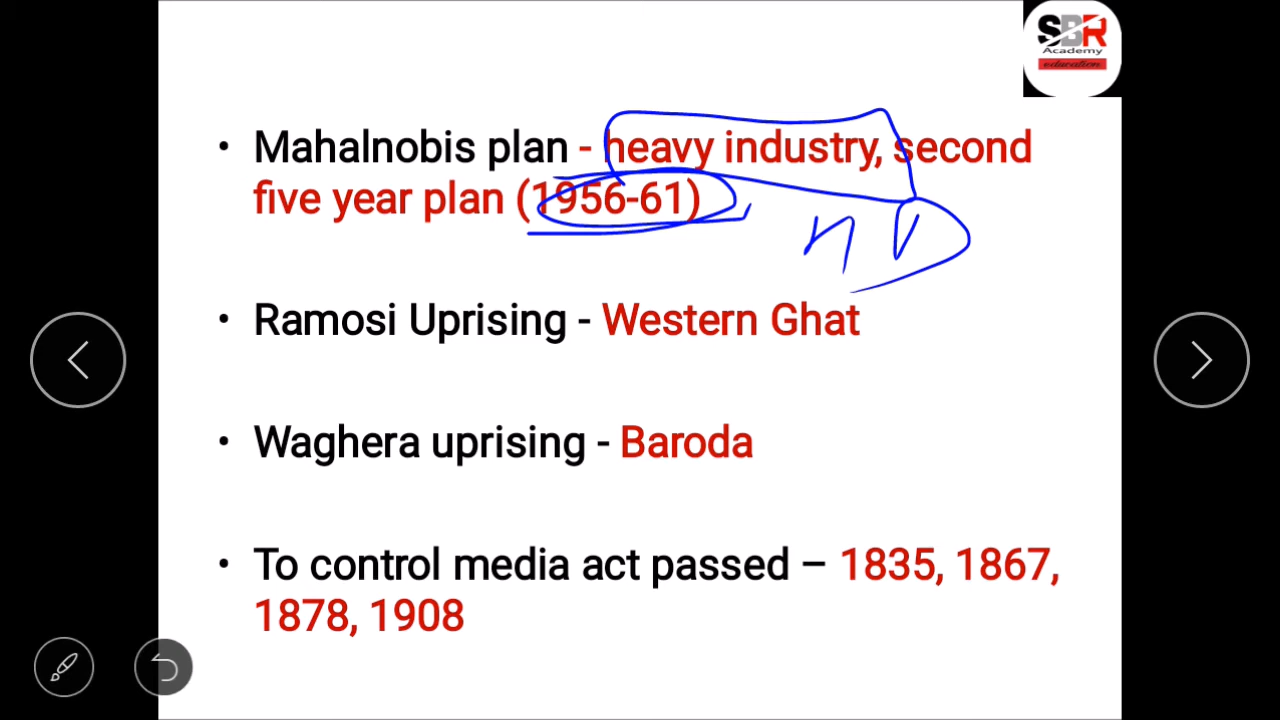 SBR
Academy
education
• Mahalnobis plan - heavy industry, second
five year plan (1956-61)
• Ramosi Uprising - Western Ghat
• Waghera uprising - Baroda
• To control media act passed – 1835, 1867,
1878, 1908